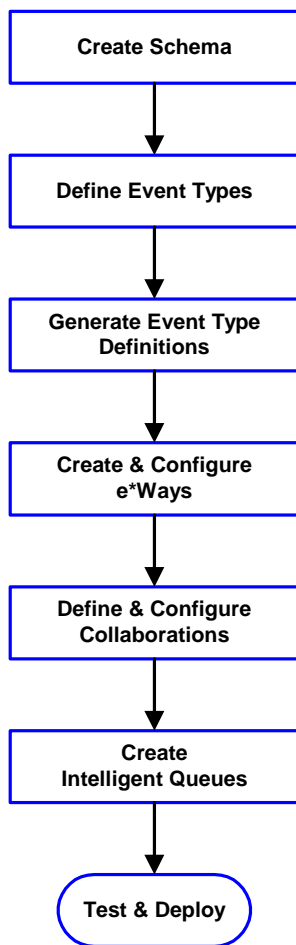 Create Schema
Define Event Types
Generate Event Type
Definitions
Create & Configure
e*Ways
Define & Configure
Collaborations
Create
Intelligent Queues
Test & Deploy